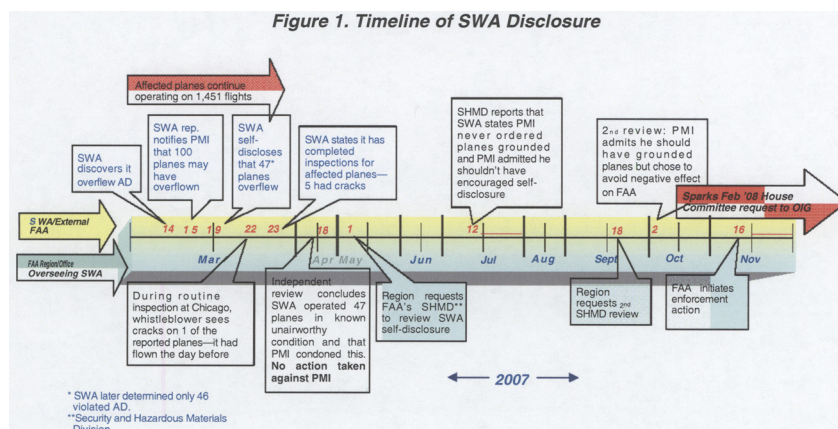 Figure 1. Timeline of SWA Disclosure
Affected planes continue
operating on 1,451 flights
SWA
discovers it
overflew AD
SWA rep.
notifies PMI
that 100
planes may
have
overflown
SWA
self-
discloses
that 47*
planes
overflew
SWA states it has
completed
inspections for
affected planes—
5 had cracks
SHMD reports that
SWA states PMI
never ordered
planes grounded
and PMI admitted he
shouldn't have
encouraged self-
disclosure
2nd review: PMI
admits he should
have grounded
planes but chose to
avoid negative effect
on FAA
Sparks Feb '08 House
Committee request to OIG
SWA/External
FAA
14 15 19 22 23 18 1 12 18 2 16
Mar Apr May Jun Jul Aug Sept Oct Nov
FAA Region/Office
Overseeing SWA
During routine
inspection at Chicago,
whistleblower sees
cracks on 1 of the
reported planes—it had
flown the day before
Independent
review concludes
SWA operated 47
planes in known
unairworthy
condition and that
PMI condoned this.
No action taken
against PMI
Region requests
FAA's SHMD**
to review SWA
self-disclosure
Region
requests 2nd
SHMD review
FAA initiates
enforcement
action
2007
* SWA later determined only 46
violated AD.
**Security and Hazardous Materials
Division